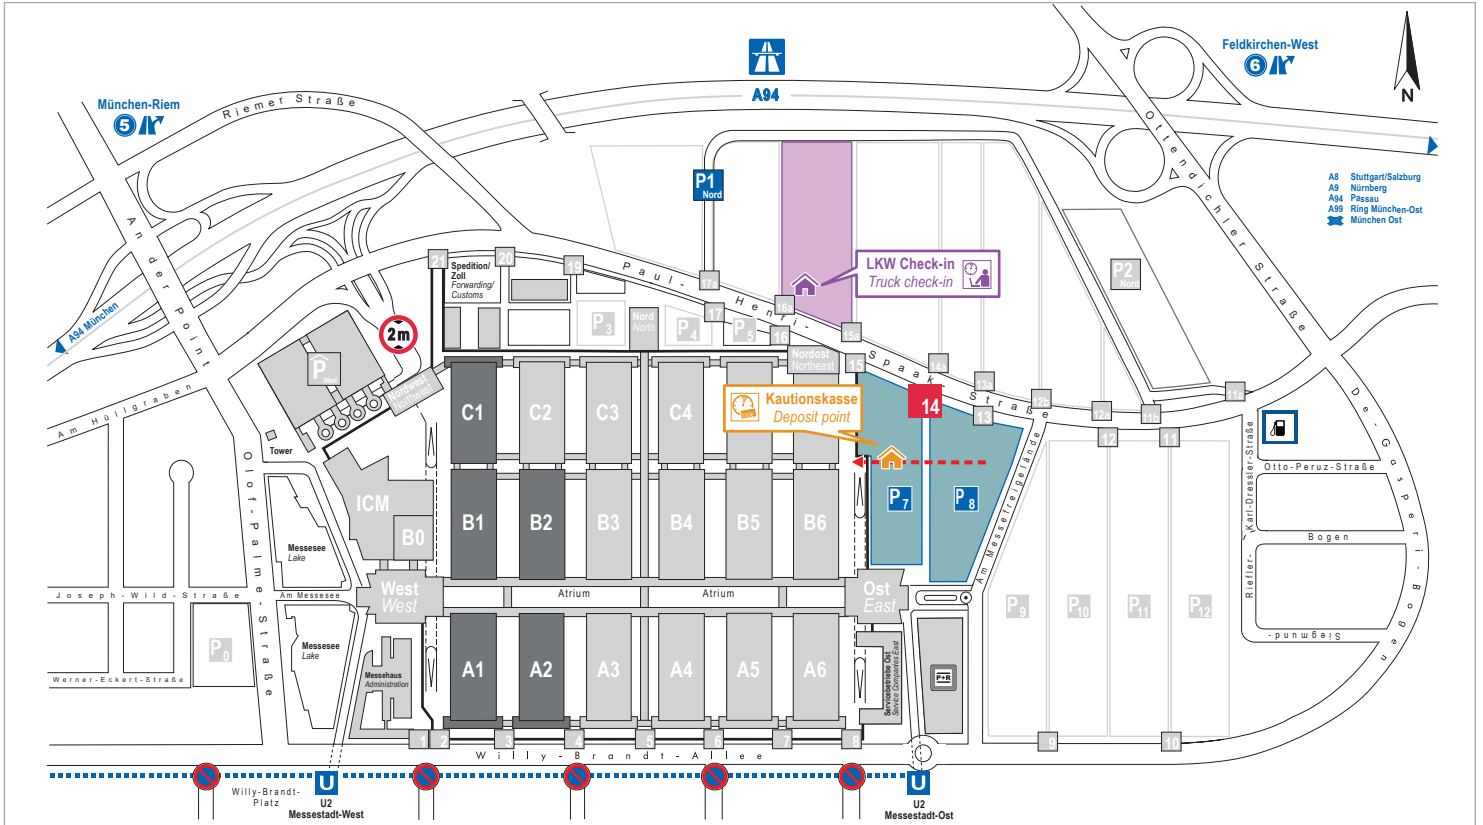 A94
Feldkirchen-West
6
N
München-Riem
5
Riemer Straße
An der Point
A94 München
Am Hüllgraben
Ottendichler Straße
A8 Stuttgart/Salzburg
A9 Nürnberg
A94 Passau
A99 Ring München-Ost
München Ost
P1
Nord
P2
Nord
LKW Check-in
Truck check-in
Paul-Henri-Spaak-Straße
21
20
19
17a
17
16a
16
15a
15
14a
14
13a
13
12b
12a
12
11b
11a
11
Spedition/
Zoll
Forwarding/
Customs
P3
Nord
North
P4
P5
Nordost
Northeast
2m
P
West
Nordwest
Northwest
Tower
Kautionskasse
Deposit point
C1
C2
C3
C4
ICM
B0
B1
B2
B3
B4
B5
B6
P7
P8
Am Messefreigelände
Karl-Dressler-Straße
Otto-Peruz-Straße
De-Gasperi-Bogen
Riefler-
Bogen
Siegmund-
Olof-Palme-Straße
Messesee
Lake
Joseph-Wild-Straße
Am Messesee
West
West
Atrium
Atrium
Ost
East
P9
P10
P11
P12
P0
Messesee
Lake
Werner-Eckert-Straße
Messehaus
Administration
A1
A2
A3
A4
A5
A6
Servicebetriebe Ost
Service Companies East
P+R
1
2
3
4
5
6
7
8
9
10
Willy-Brandt-Allee
Willy-Brandt-
Platz
U
U2
Messestadt-West
U
U2
Messestadt-Ost